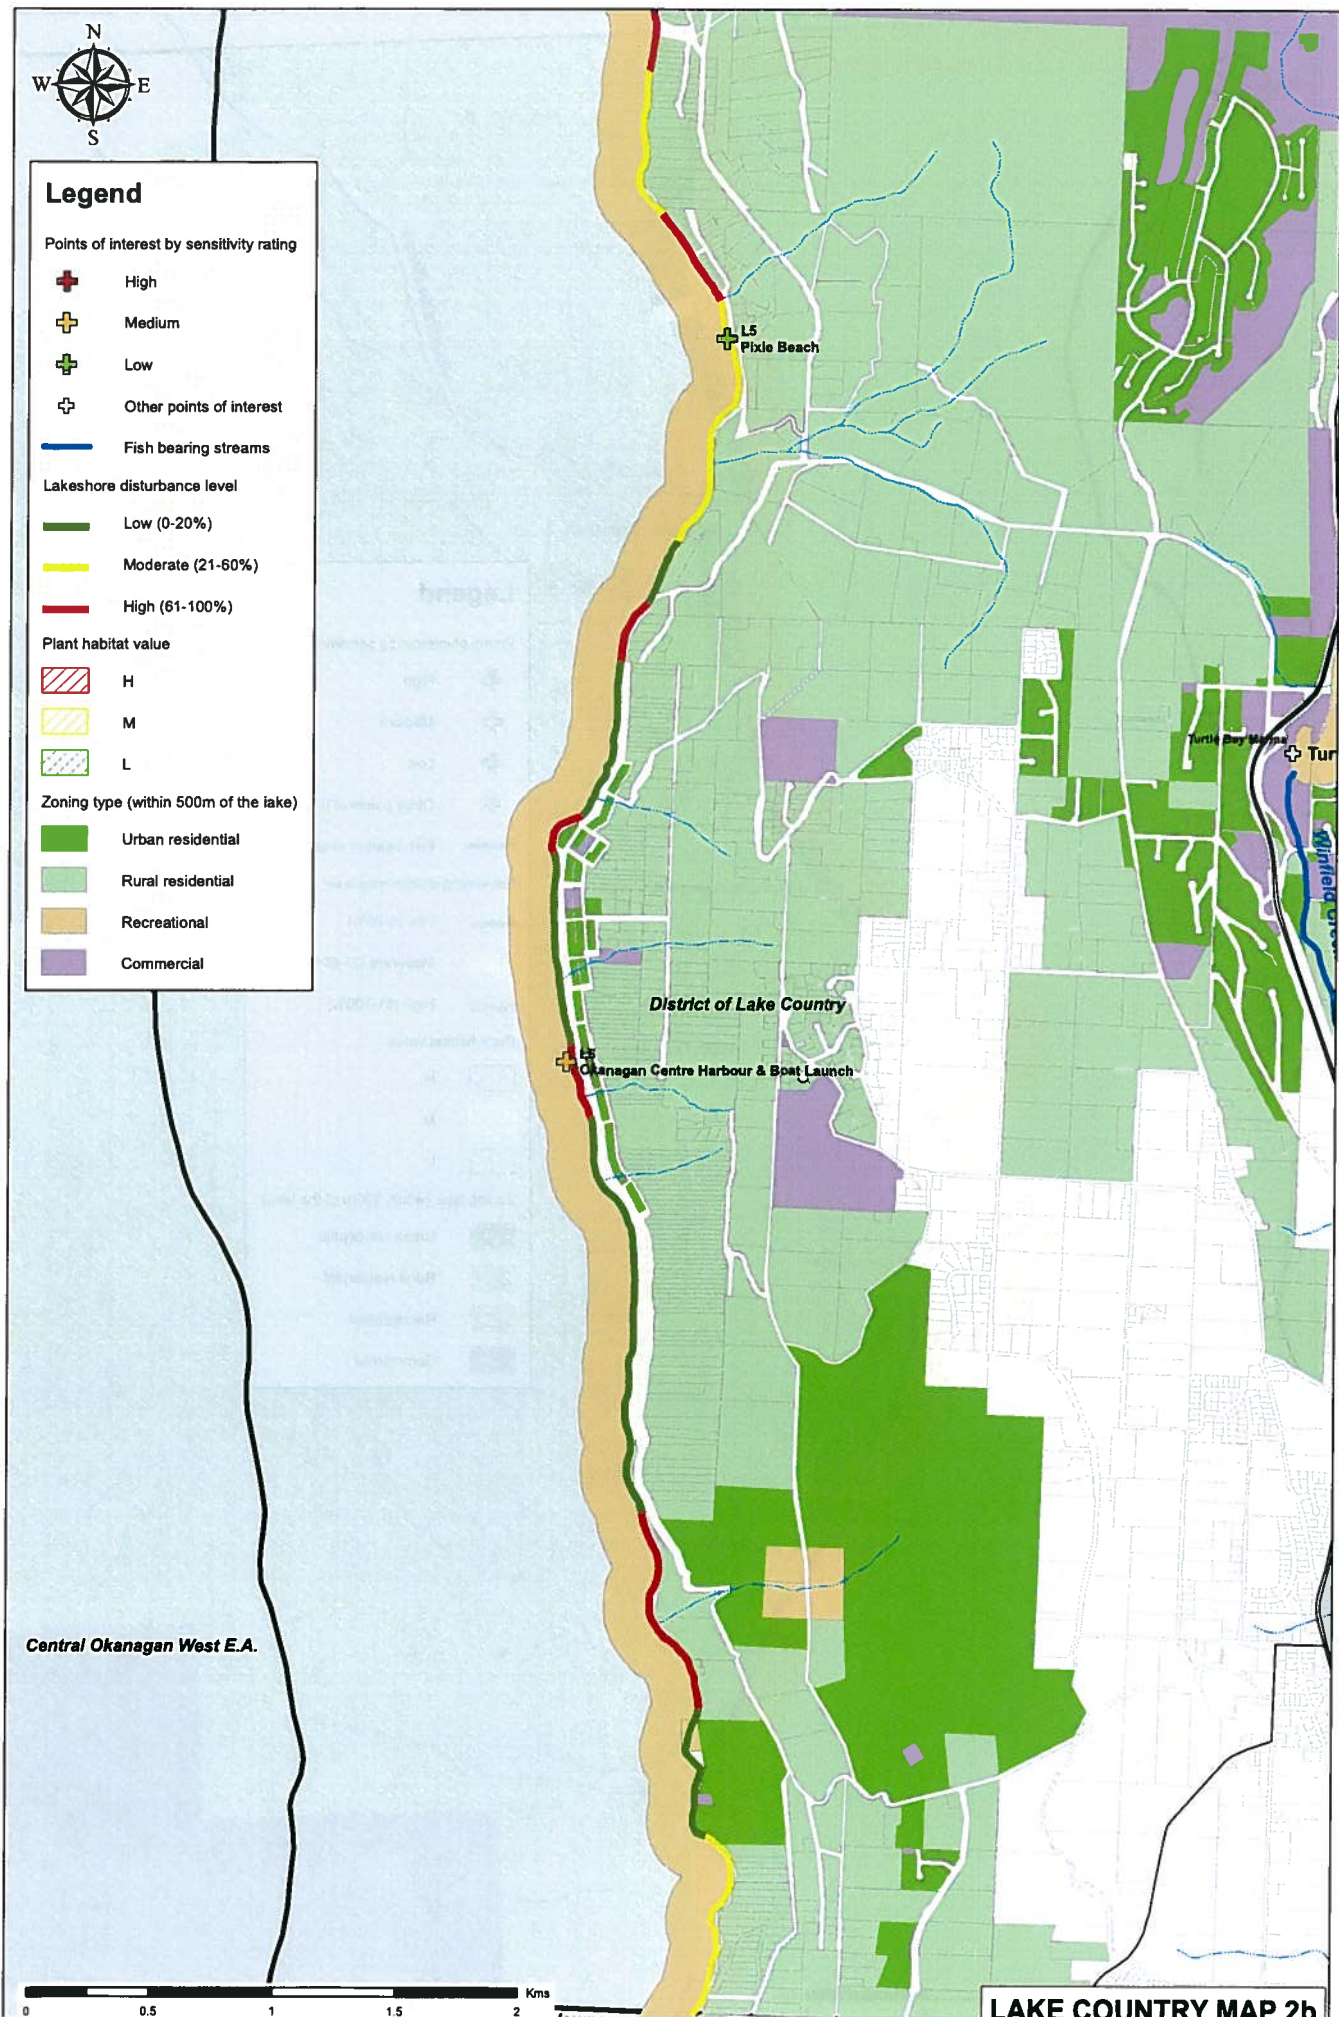 N
W E
S
Legend
Points of interest by sensitivity rating
High
Medium
Low
Other points of interest
Fish bearing streams
Lakeshore disturbance level
Low (0-20%)
Moderate (21-60%)
High (61-100%)
Plant habitat value
H
M
L
Zoning type (within 500m of the lake)
Urban residential
Rural residential
Recreational
Commercial
L5
Pixie Beach
Turtle Bay Marina
Tur
Winfield Creek
District of Lake Country
Okanagan Centre Harbour & Boat Launch
Central Okanagan West E.A.
0 0.5 1 1.5 2 Kms
LAKE COUNTRY MAP 2b